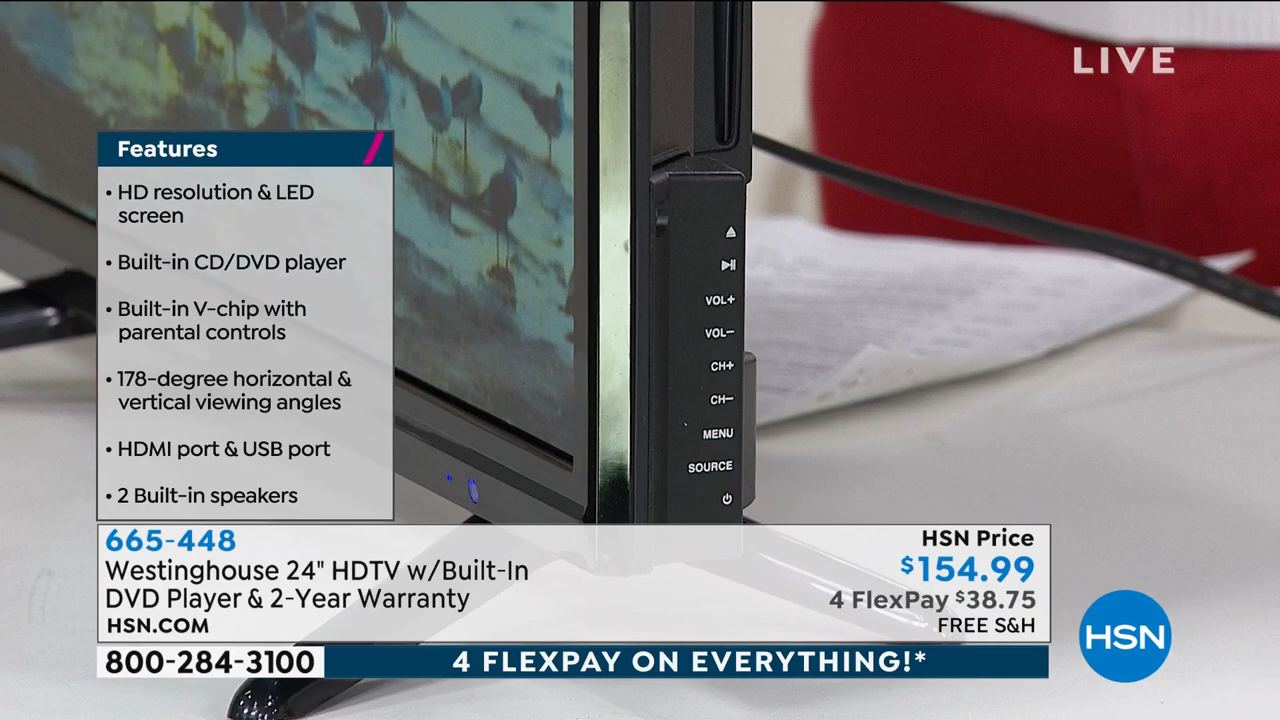 LIVE
Features
• HD resolution & LED
screen
• Built-in CD/DVD player
• Built-in V-chip with
parental controls
• 178-degree horizontal &
vertical viewing angles
• HDMI port & USB port
• 2 Built-in speakers
VOL+
VOL−
CH+
CH−
MENU
SOURCE
665-448
Westinghouse 24" HDTV w/Built-In
DVD Player & 2-Year Warranty
HSN.COM
HSN Price
$154.99
4 FlexPay $38.75
FREE S&H
800-284-3100
4 FLEXPAY ON EVERYTHING!*
HSN